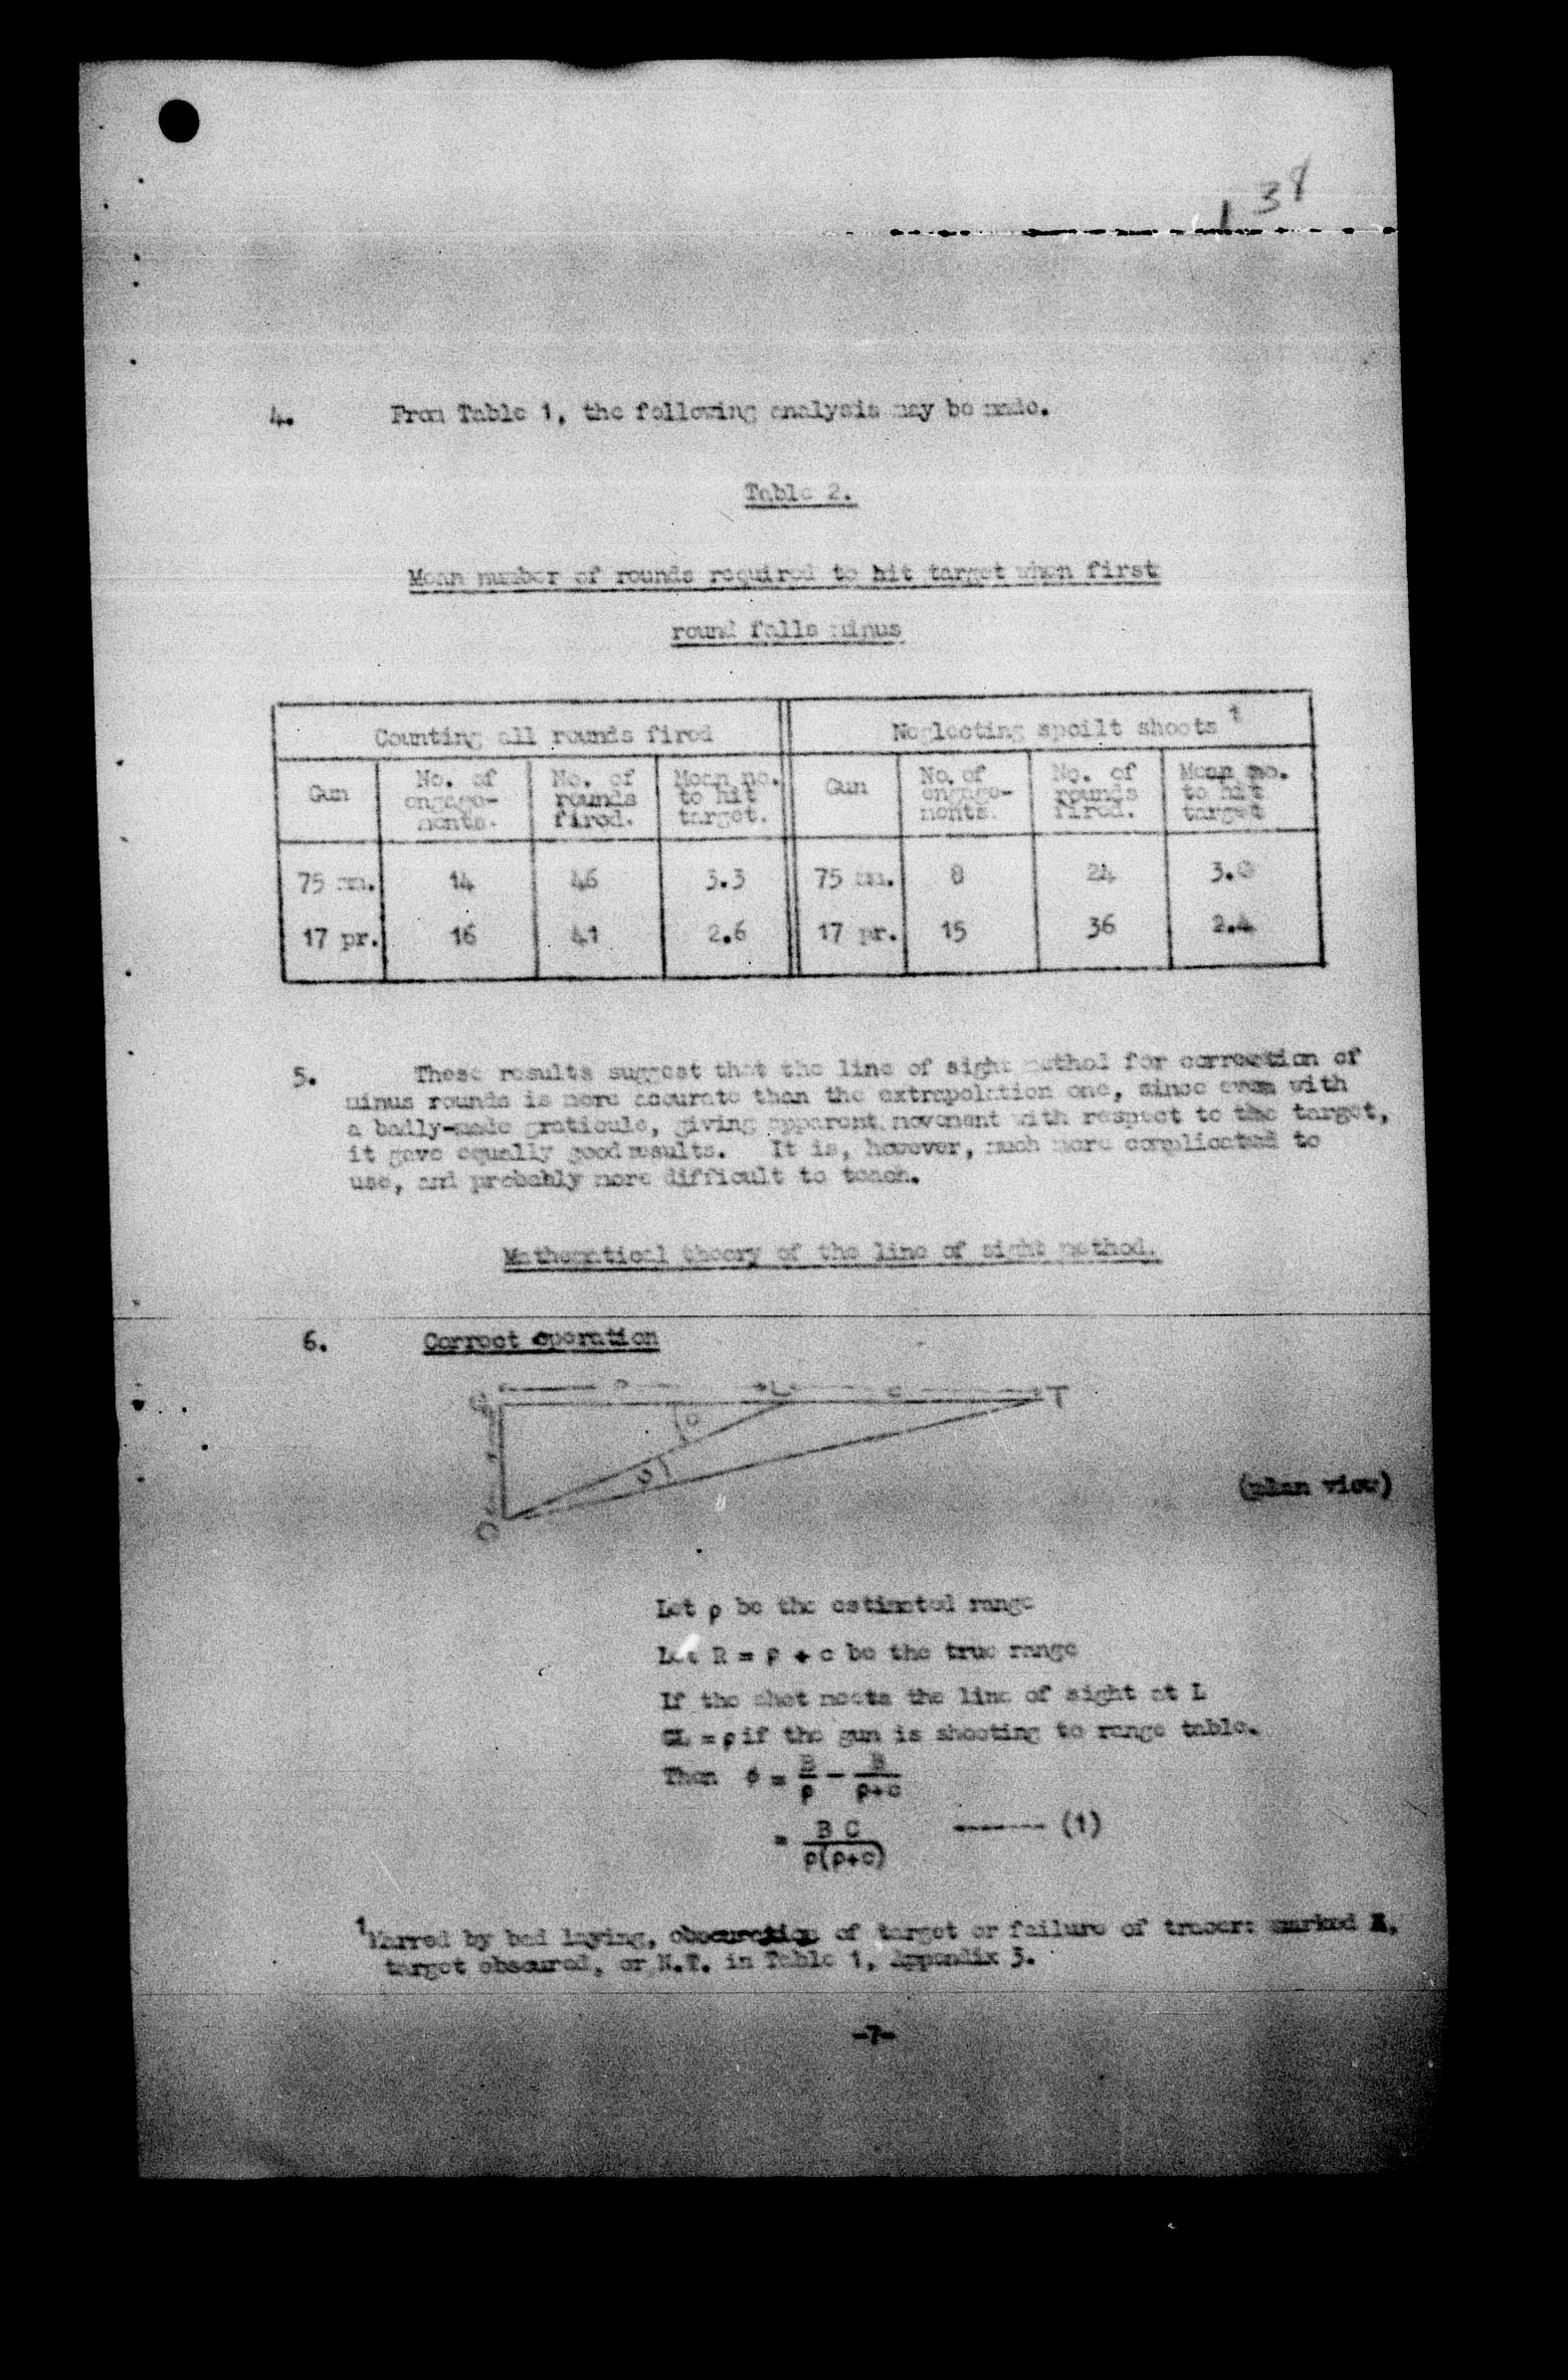 138
4. From Table 1, the following analysis may be made.
Table 2.
Mean number of rounds required to hit target when first
round falls minus
Counting all rounds fired
Neglecting spoilt shoots 1
Gun No. of engage-ments. No. of rounds fired. Mean no. to hit target. Gun No. of engage-ments. No. of rounds fired. Mean no. to hit target
75 mm. 14 46 3.3 75 mm. 8 24 3.0
17 pr. 16 41 2.6 17 pr. 15 36 2.4
5. These results suggest that the line of sight method for correction of
minus rounds is more accurate than the extrapolation one, since even with
a badly-made graticule, giving apparent movement with respect to the target,
it gave equally good results. It is, however, much more complicated to
use, and probably more difficult to teach.
Mathematical theory of the line of sight method.
6. Correct operation
L c T
O
(plan view)
Let ρ be the estimated range
Let R = ρ + c be the true range
If the shot meets the line of sight at L
GL = ρ if the gun is shooting to range table.
Then φ = B/ρ - B/(ρ+c)
= B C/ρ(ρ+c) ------- (1)
1 Marred by bad laying, obscuration of target or failure of tracer: marked
target obscured, or N.T. in Table 1, Appendix 3.
-7-